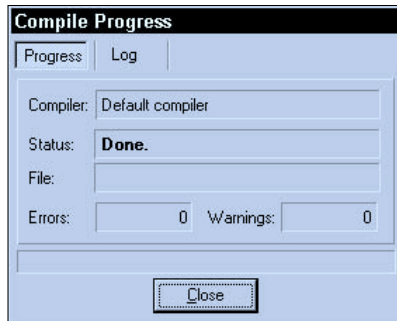 Compile Progress
Progress Log
Compiler: Default compiler
Status: Done.
File:
Errors: 0 Warnings: 0
Close